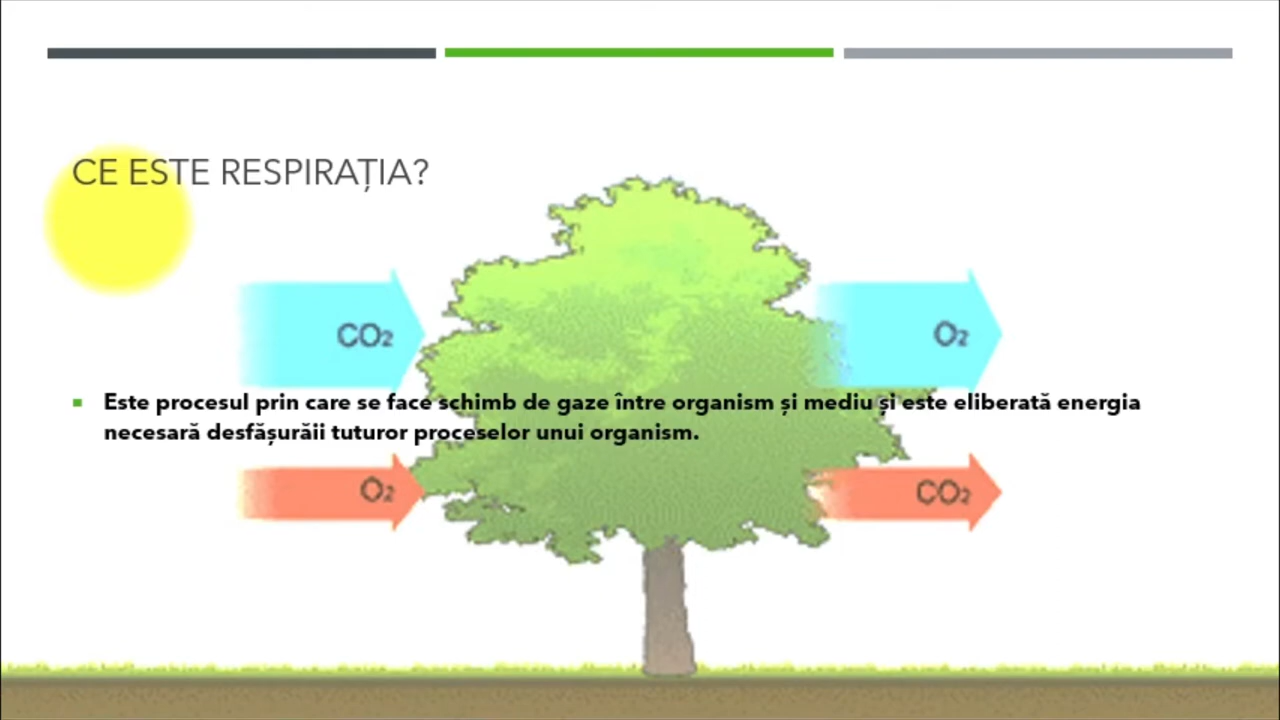 CE ESTE RESPIRAȚIA?
CO₂
O₂
Este procesul prin care se face schimb de gaze între organism și mediu și este eliberată energia
necesară desfășurăii tuturor proceselor unui organism.
O₂
CO₂